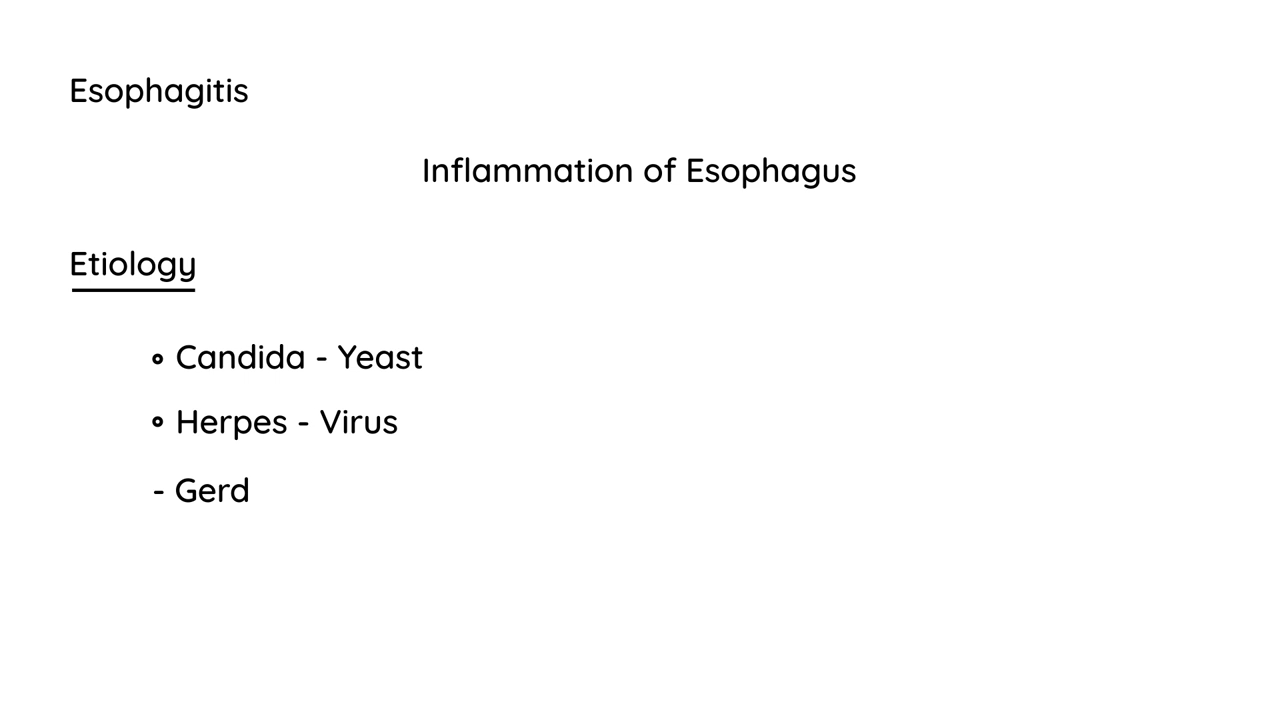 Esophagitis
Inflammation of Esophagus
Etiology
∘ Candida - Yeast
∘ Herpes - Virus
- Gerd